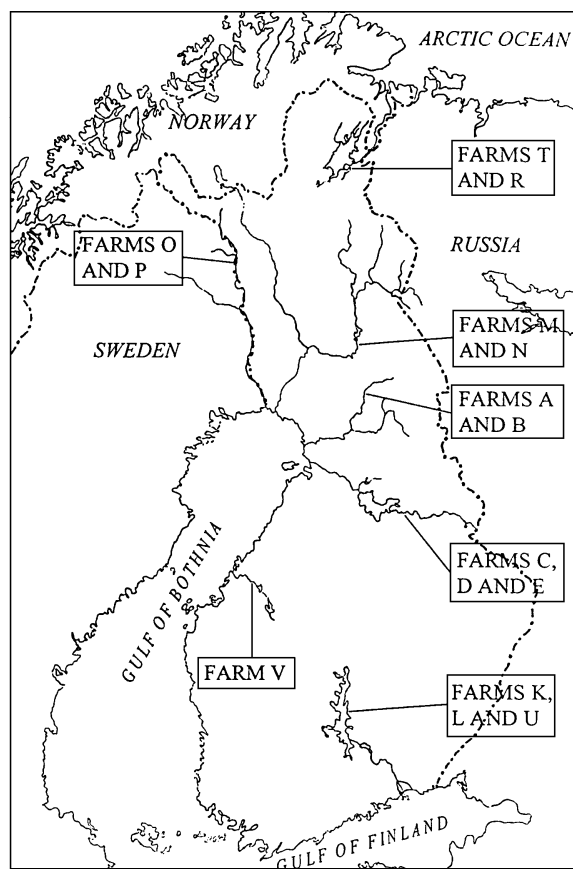 ARCTIC OCEAN
NORWAY
FARMS T
AND R
FARMS O
AND P
RUSSIA
FARMS M
AND N
SWEDEN
FARMS A
AND B
FARMS C,
D AND E
GULF OF BOTHNIA
FARM V
FARMS K,
L AND U
GULF OF FINLAND